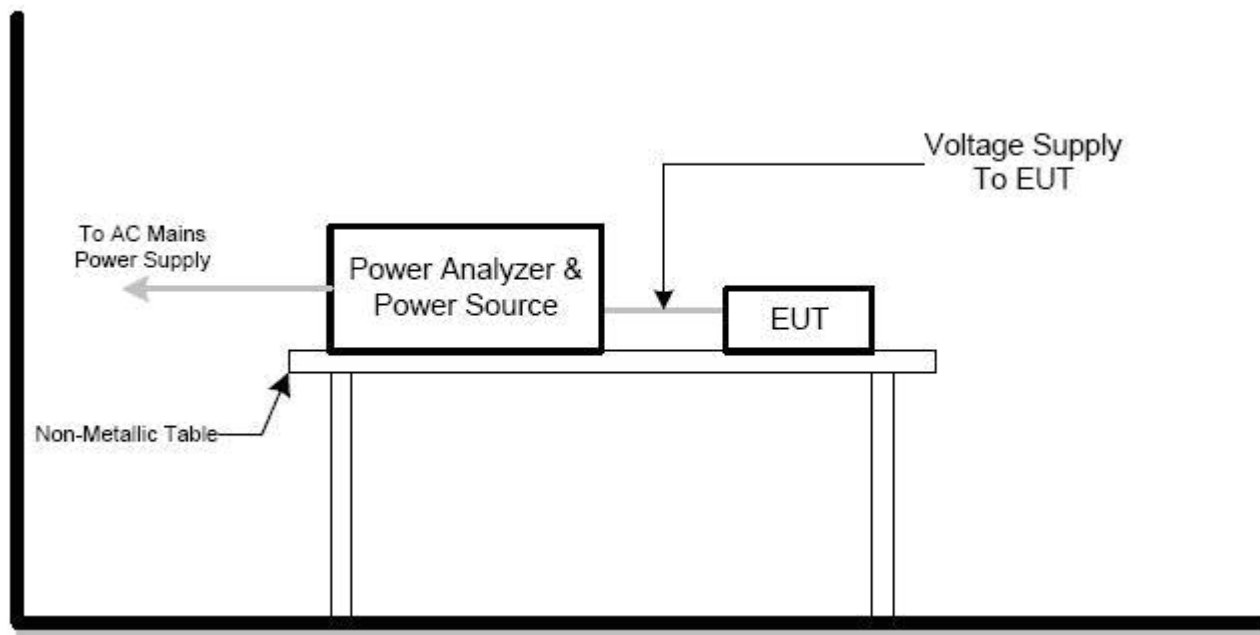 Voltage Supply
To EUT
To AC Mains
Power Supply
Power Analyzer &
Power Source
EUT
Non-Metallic Table